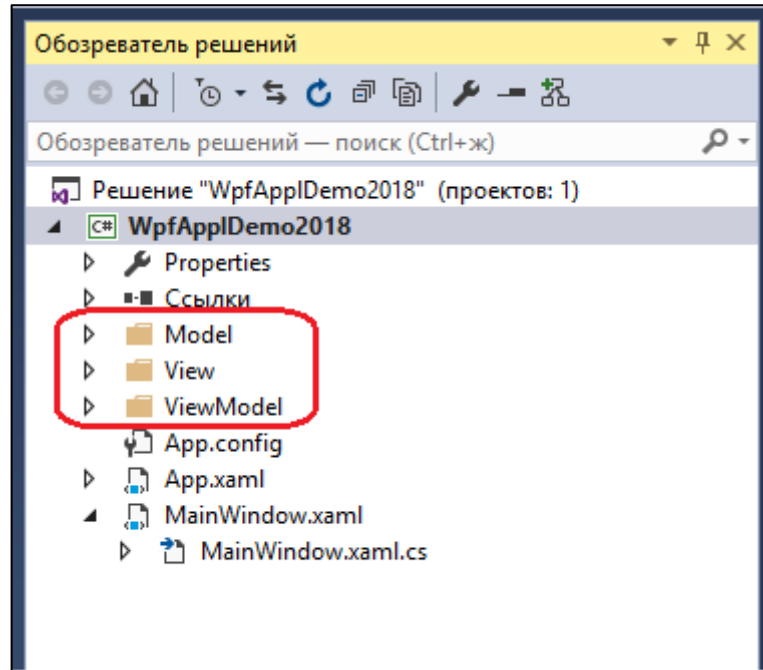 Обозреватель решений
Обозреватель решений — поиск (Ctrl+ж)
Решение "WpfApplDemo2018" (проектов: 1)
C# WpfApplDemo2018
Properties
Ссылки
Model
View
ViewModel
App.config
App.xaml
MainWindow.xaml
MainWindow.xaml.cs